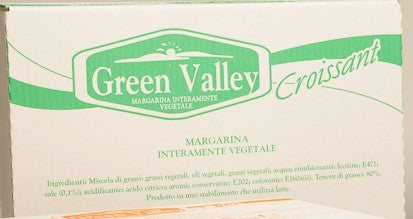 Green Valley
MARGARINA INTERAMENTE
VEGETALE
Croissant
MARGARINA
INTERAMENTE VEGETALE
Ingredienti: Miscela di grassi: grassi vegetali, oli vegetali, grassi vegetali; acqua; emulsionanti: lecitine, E471;
sale (0,1%); acidificante: acido citrico; aromi; conservante: E202; colorante: E160a(ii). Tenore di grasso: 80%.
Prodotto in uno stabilimento che utilizza latte.